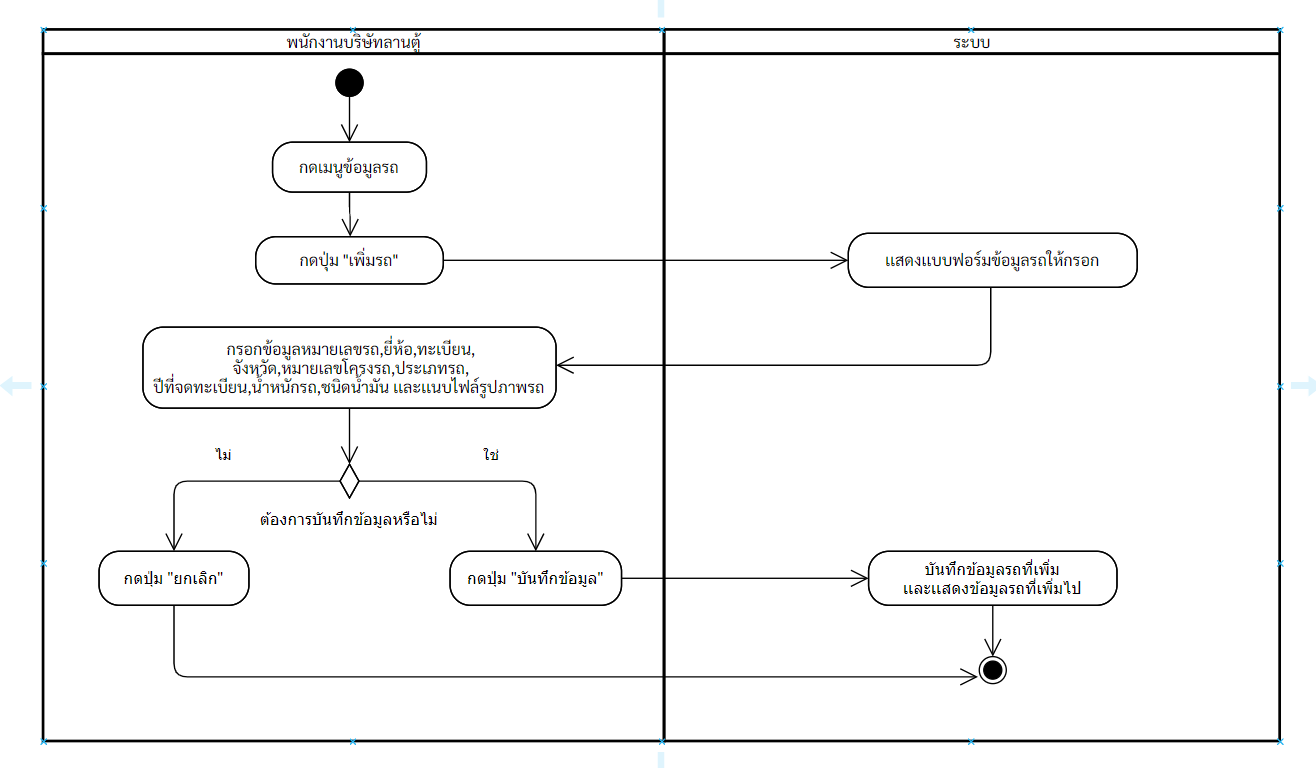 พนักงานบริษัทลานตู้
ระบบ
กดเมนูข้อมูลรถ
กดปุ่ม "เพิ่มรถ"
แสดงแบบฟอร์มข้อมูลรถให้กรอก
กรอกข้อมูลหมายเลขรถ,ยี่ห้อ,ทะเบียน,
จังหวัด,หมายเลขโครงรถ,ประเภทรถ,
ปีที่จดทะเบียน,น้ำหนักรถ,ชนิดน้ำมัน และแนบไฟล์รูปภาพรถ
ไม่
ใช่
ต้องการบันทึกข้อมูลหรือไม่
กดปุ่ม "ยกเลิก"
กดปุ่ม "บันทึกข้อมูล"
บันทึกข้อมูลรถที่เพิ่ม
และแสดงข้อมูลรถที่เพิ่มไป